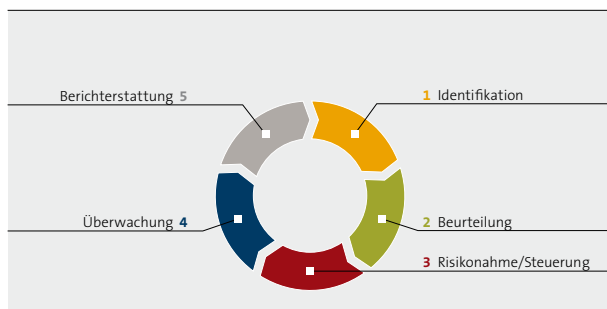 1 Identifikation
2 Beurteilung
3 Risikonahme/Steuerung
Überwachung 4
Berichterstattung 5